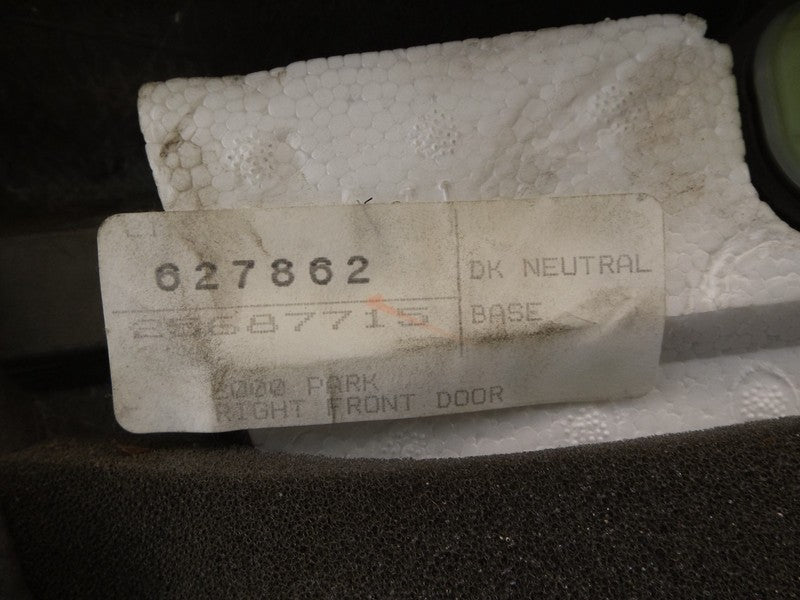 627862
DK NEUTRAL
25687715
BASE
2000 PARK
RIGHT FRONT DOOR